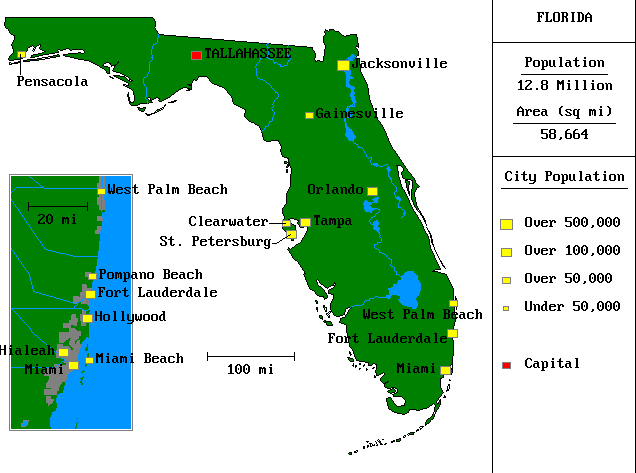 FLORIDA
Population
12.8 Million
Area (sq mi)
58,664
City Population
Over 500,000
Over 100,000
Over 50,000
Under 50,000
Capital
TALLAHASSEE
Jacksonville
Pensacola
Gainesville
Orlando
Clearwater
Tampa
St. Petersburg
West Palm Beach
Fort Lauderdale
Miami
100 mi
West Palm Beach
20 mi
Pompano Beach
Fort Lauderdale
Hollywood
Hialeah
Miami Beach
Miami